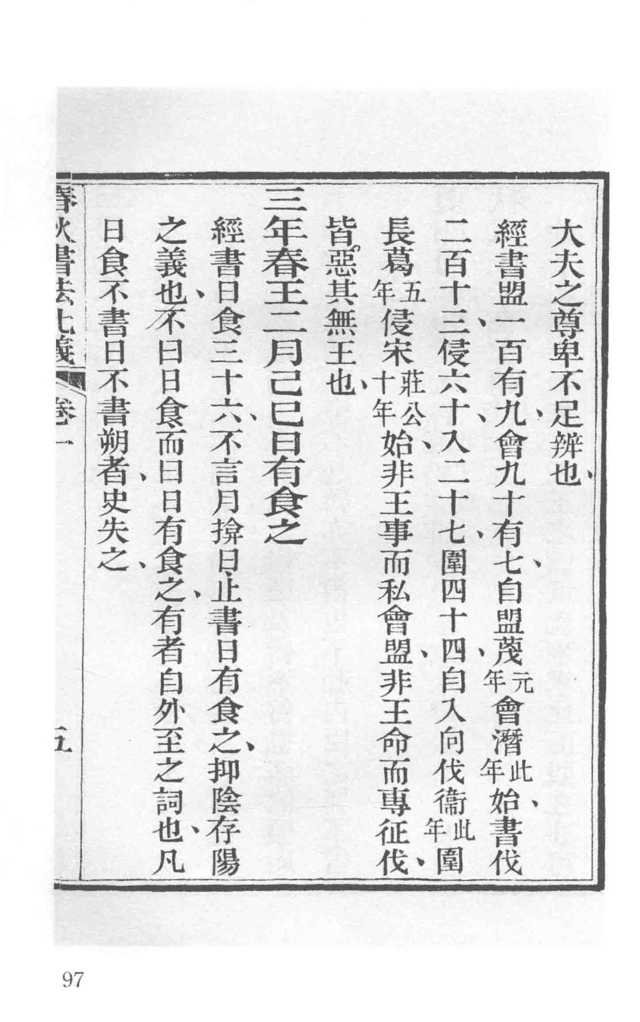 大夫之尊卑不足辨也、
經書盟一百有九、會九十有七、自盟蔑元年、會潛此年、始書伐
二百十三、侵六十、入二十七、圍四十四、自入向伐衞此年圍
長葛五年侵宋莊公十年、始非王事而私會盟、非王命而專征伐、
皆惡其無王也、
三年春王二月己巳日有食之
經書日食三十六、不言月揜日、止書日有食之、抑陰存陽
之義也、不曰日食、而曰日有食之、有者自外至之詞也、凡
日食不書日不書朔者、史失之、
春秋書法比義
卷一
五
97